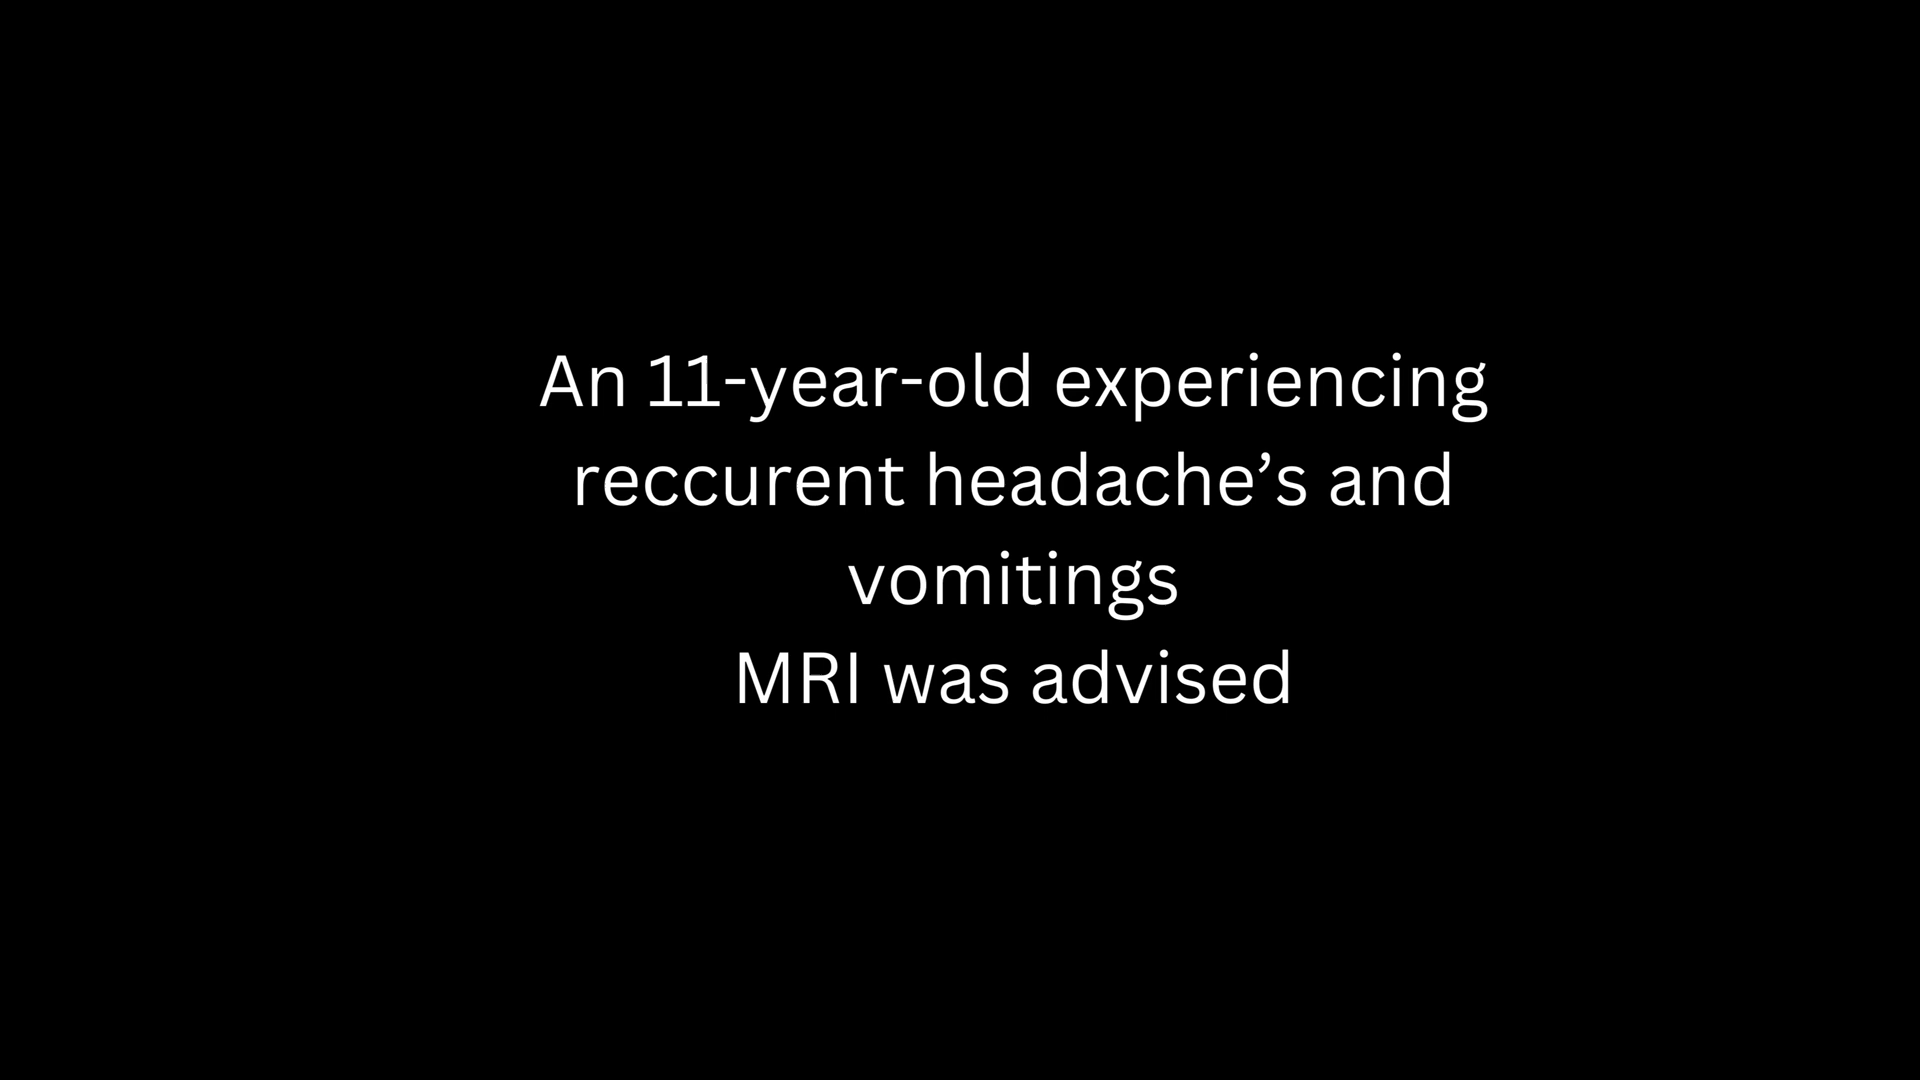 An 11-year-old experiencing
reccurent headache’s and
vomitings
MRI was advised